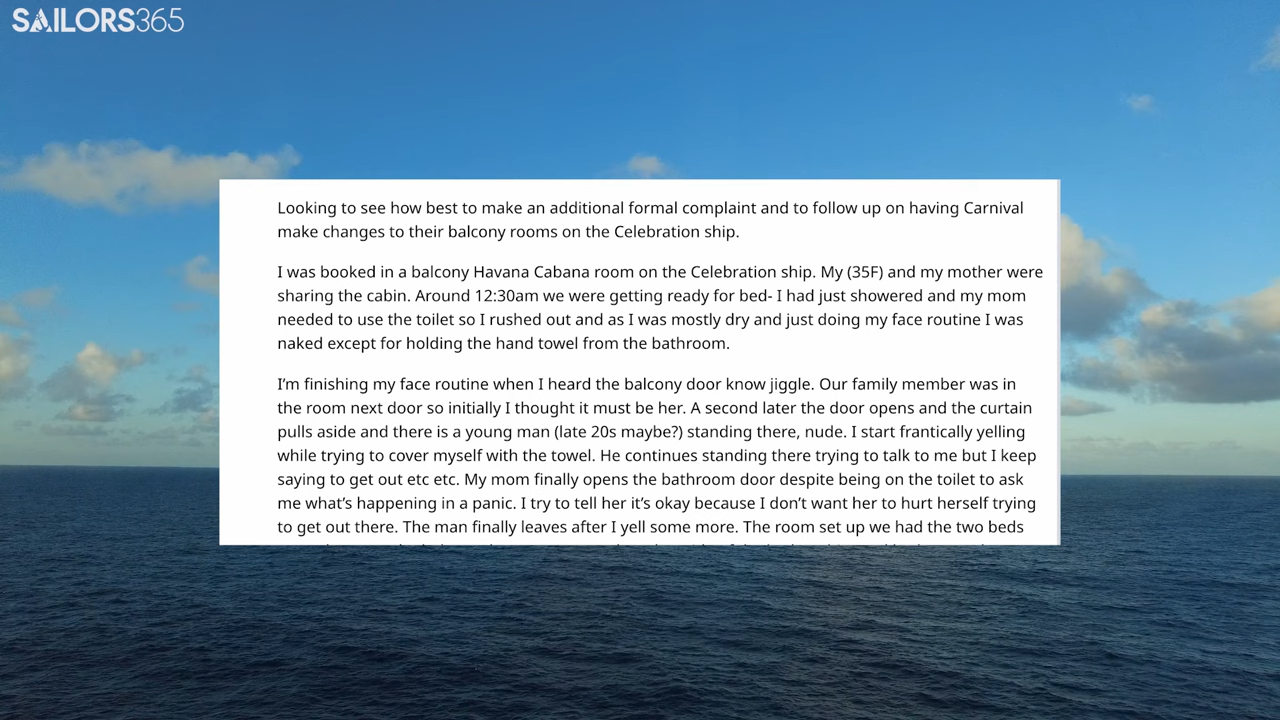 SAILORS365
Looking to see how best to make an additional formal complaint and to follow up on having Carnival
make changes to their balcony rooms on the Celebration ship.
I was booked in a balcony Havana Cabana room on the Celebration ship. My (35F) and my mother were
sharing the cabin. Around 12:30am we were getting ready for bed- I had just showered and my mom
needed to use the toilet so I rushed out and as I was mostly dry and just doing my face routine I was
naked except for holding the hand towel from the bathroom.
I’m finishing my face routine when I heard the balcony door know jiggle. Our family member was in
the room next door so initially I thought it must be her. A second later the door opens and the curtain
pulls aside and there is a young man (late 20s maybe?) standing there, nude. I start frantically yelling
while trying to cover myself with the towel. He continues standing there trying to talk to me but I keep
saying to get out etc etc. My mom finally opens the bathroom door despite being on the toilet to ask
me what’s happening in a panic. I try to tell her it’s okay because I don’t want her to hurt herself trying
to get out there. The man finally leaves after I yell some more. The room set up we had the two beds